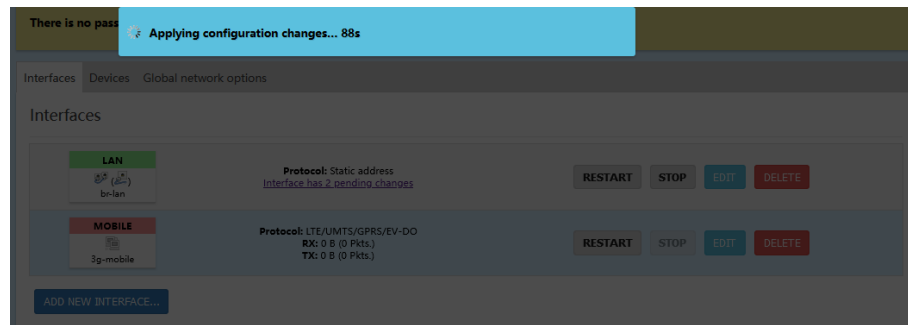 There is no pass
Applying configuration changes... 88s
Interfaces Devices Global network options
Interfaces
LAN
br-lan
Protocol: Static address
Interface has 2 pending changes
RESTART STOP EDIT DELETE
MOBILE
3g-mobile
Protocol: LTE/UMTS/GPRS/EV-DO
RX: 0 B (0 Pkts.)
TX: 0 B (0 Pkts.)
RESTART STOP EDIT DELETE
ADD NEW INTERFACE...